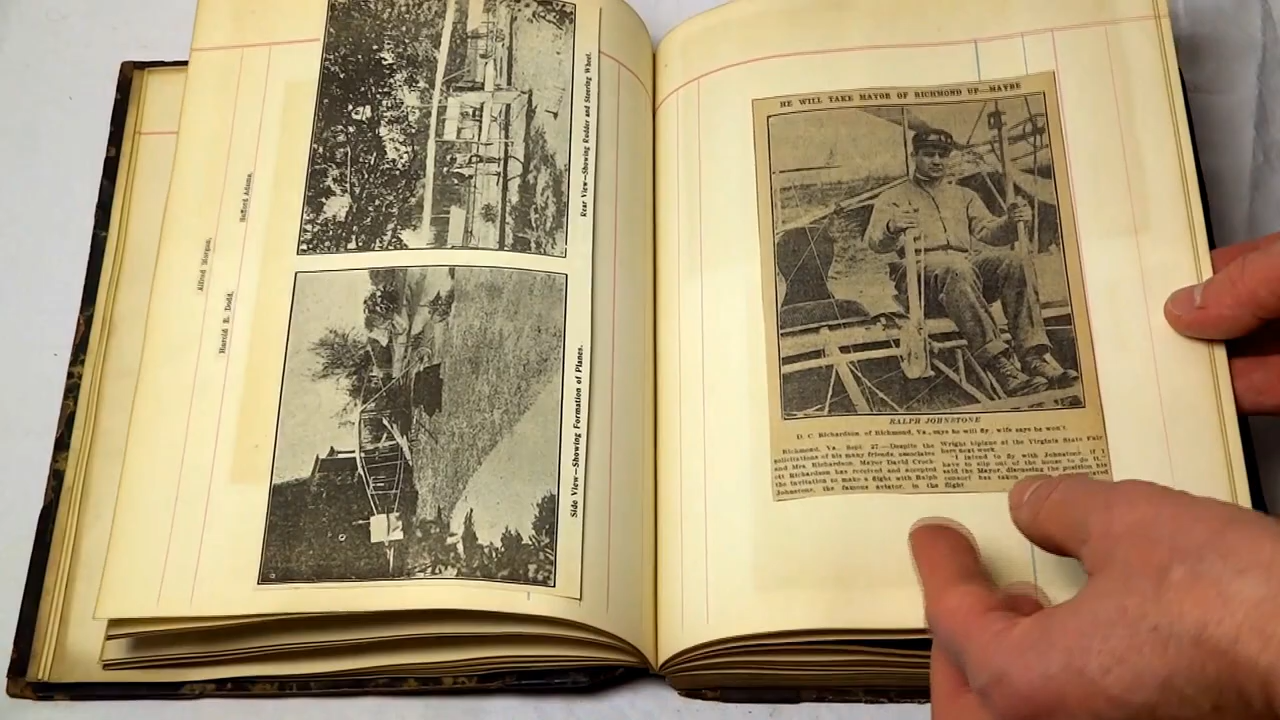 Alfred Morgan,
Harold E. Dodd,
Safford Adams.
Rear View—Showing Rudder and Steering Wheel.
Side View—Showing Formation of Planes.
HE WILL TAKE MAYOR OF RICHMOND UP—MAYBE
RALPH JOHNSTONE
D. C. Richardson, of Richmond, Va., says he will fly; wife says he won't.
Richmond, Va., Sept. 27.—Despite the
solicitations of his many friends, associates
and Mrs. Richardson, Mayor David Crock-
ett Richardson has received and accepted
the invitation to make a flight with Ralph
Johnstone, the famous aviator, in the
Wright biplane at the Virginia State Fair
here next week.
"I intend to fly with Johnstone if I
have to slip out of the house to do it,"
said the Mayor, discussing the position his
consort has taken
flight.